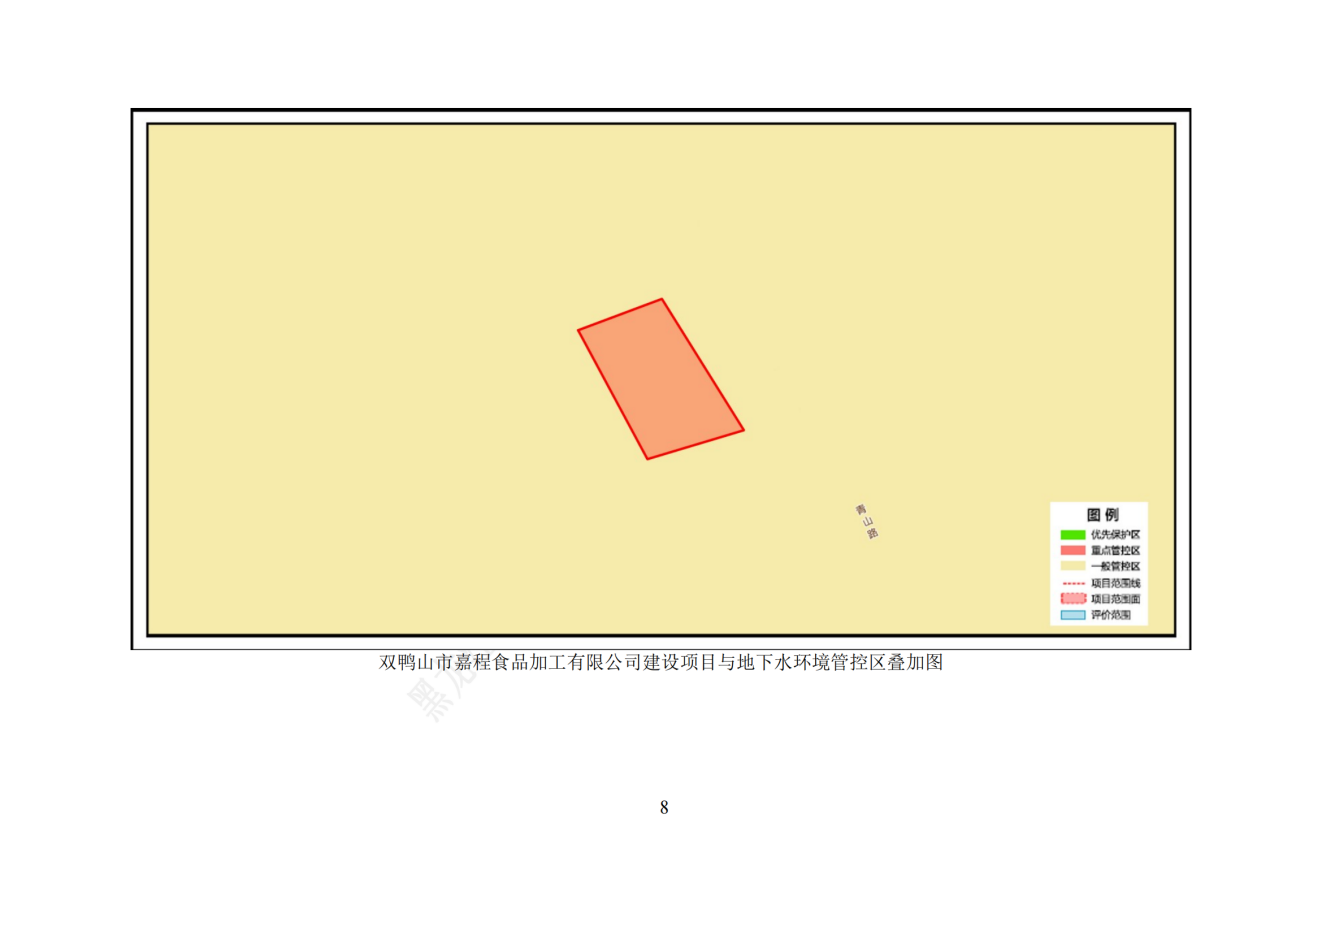 青山路
图例
优先保护区
重点管控区
一般管控区
项目范围线
项目范围面
评价范围
双鸭山市嘉程食品加工有限公司建设项目与地下水环境管控区叠加图
黑龙
8